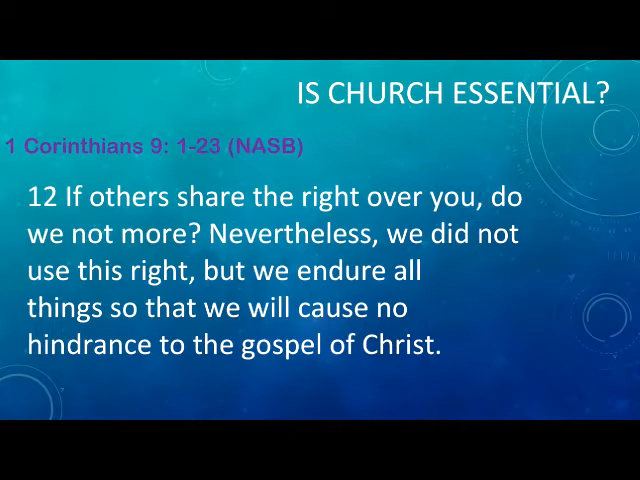 IS CHURCH ESSENTIAL?
1 Corinthians 9: 1-23 (NASB)
12 If others share the right over you, do
we not more? Nevertheless, we did not
use this right, but we endure all
things so that we will cause no
hindrance to the gospel of Christ.